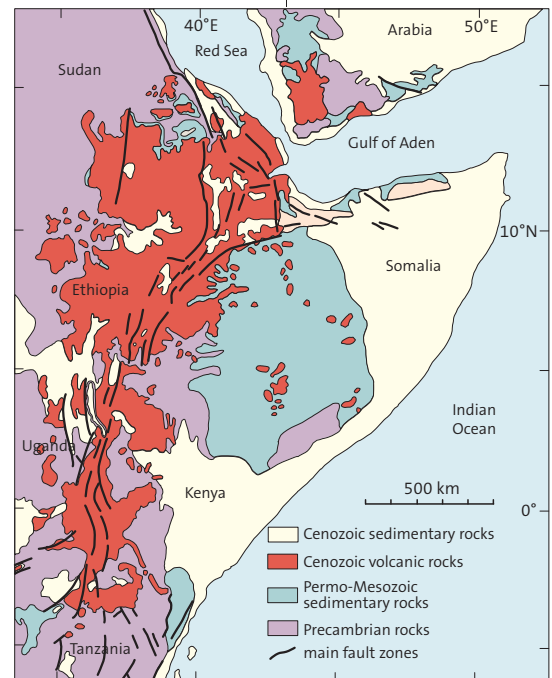 40°E
50°E
Arabia
Red Sea
Sudan
Gulf of Aden
10°N
Somalia
Ethiopia
Indian
Ocean
Uganda
Kenya
500 km
0°
Cenozoic sedimentary rocks
Cenozoic volcanic rocks
Permo-Mesozoic
sedimentary rocks
Precambrian rocks
main fault zones
Tanzania